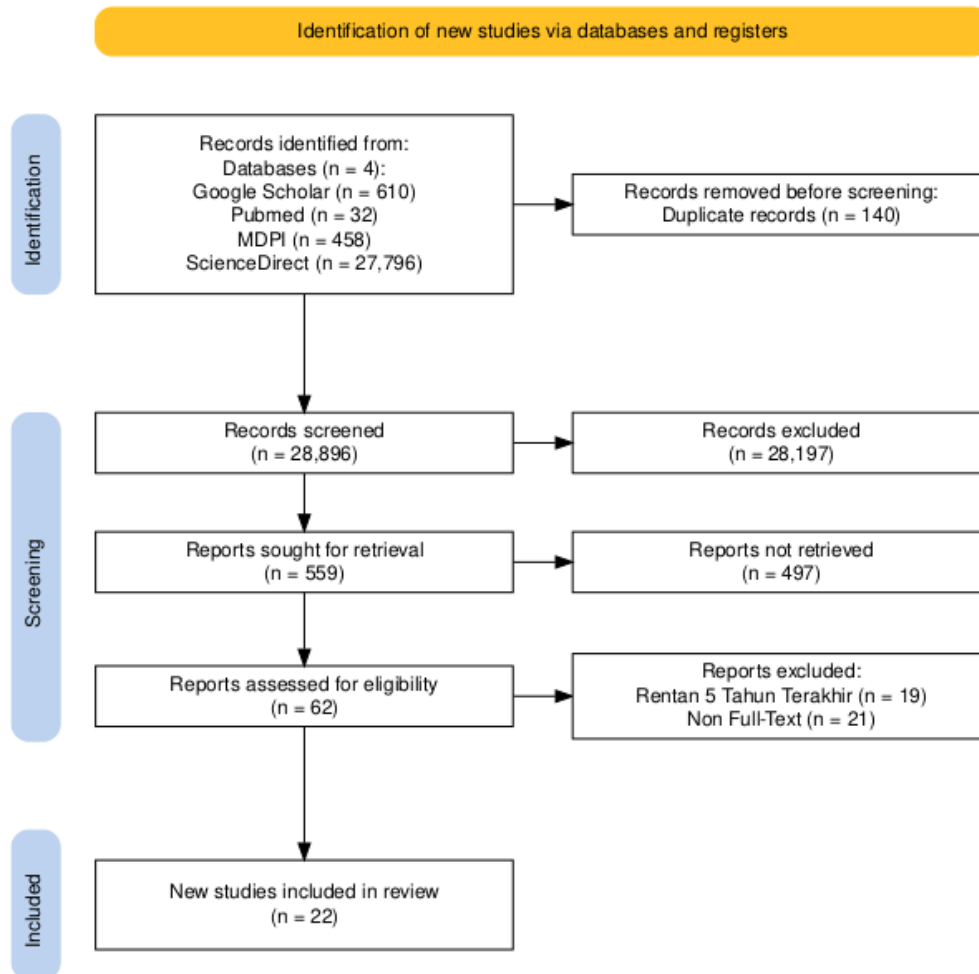 Identification of new studies via databases and registers
Identification
Records identified from:
Databases (n = 4):
Google Scholar (n = 610)
Pubmed (n = 32)
MDPI (n = 458)
ScienceDirect (n = 27,796)
Records removed before screening:
Duplicate records (n = 140)
Screening
Records screened
(n = 28,896)
Records excluded
(n = 28,197)
Reports sought for retrieval
(n = 559)
Reports not retrieved
(n = 497)
Reports assessed for eligibility
(n = 62)
Reports excluded:
Rentan 5 Tahun Terakhir (n = 19)
Non Full-Text (n = 21)
Included
New studies included in review
(n = 22)